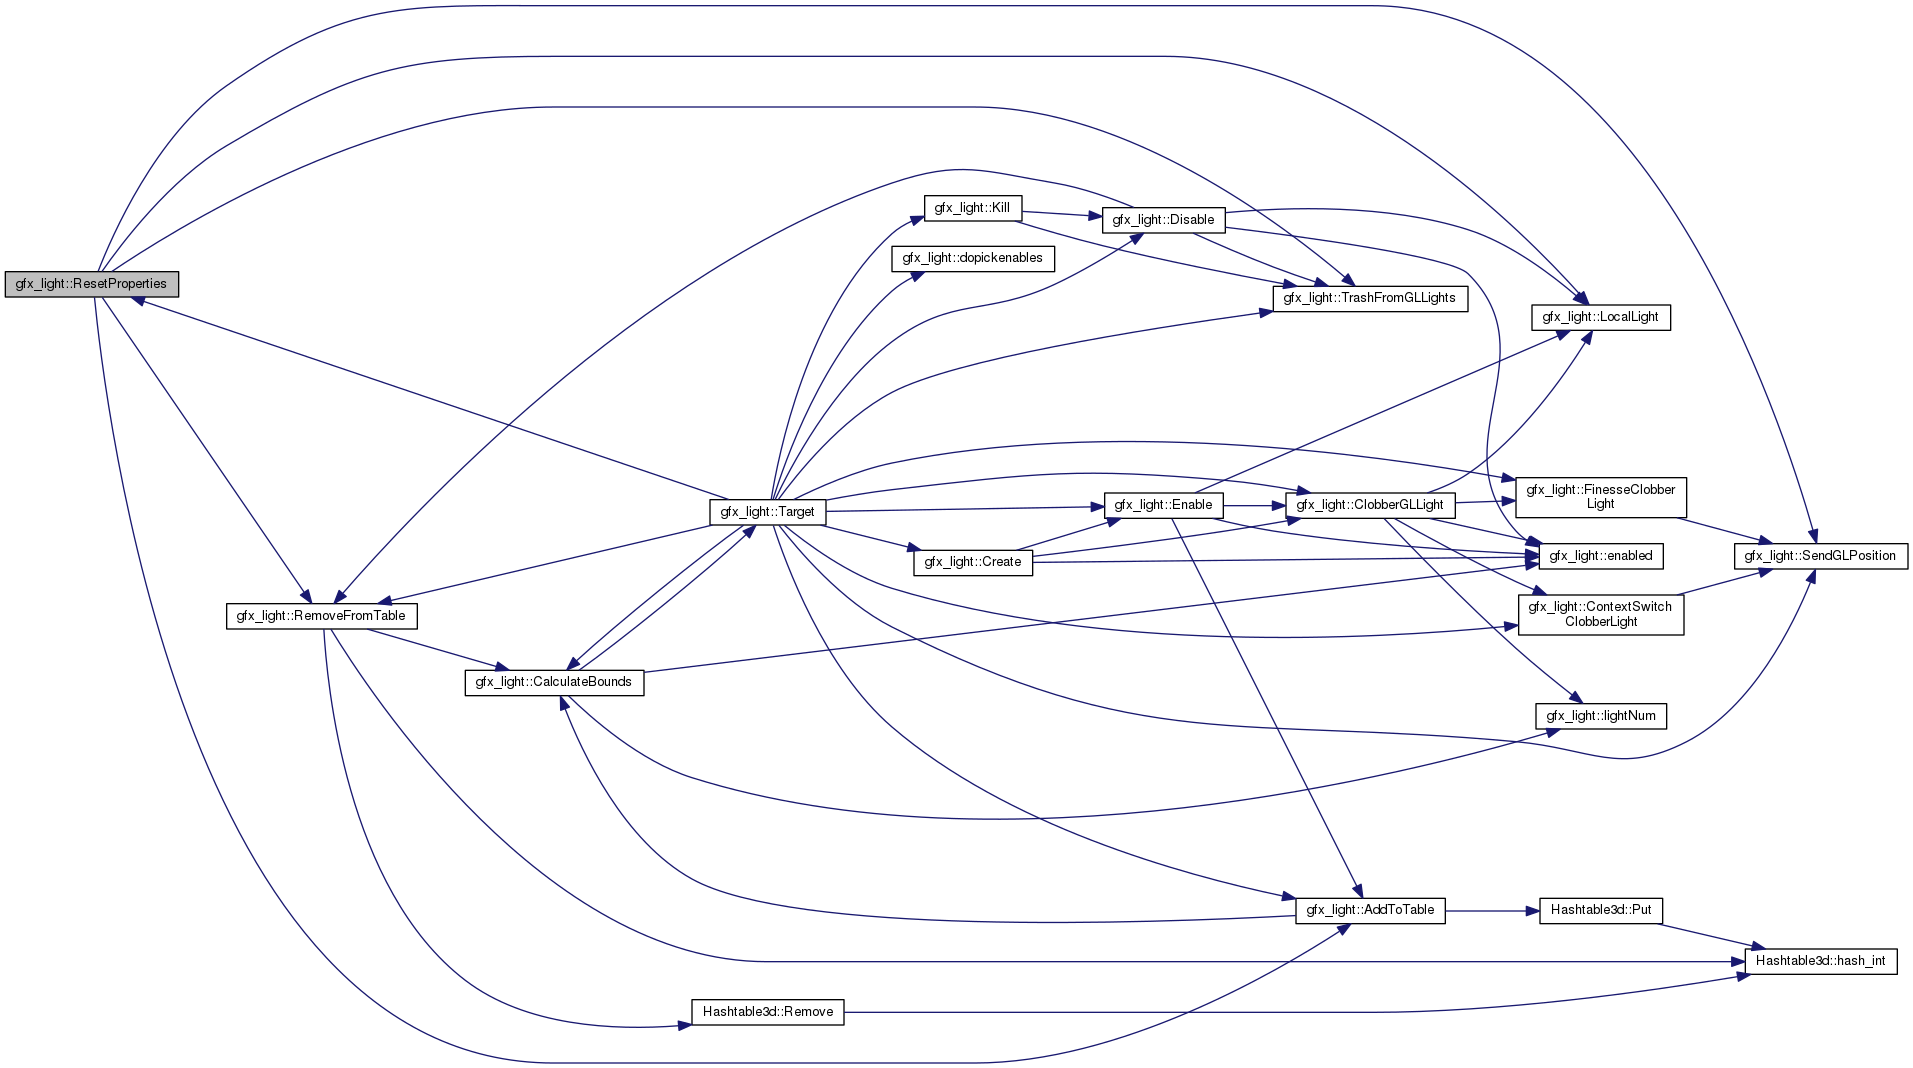 gfx_light::Kill
gfx_light::Disable
gfx_light::dopickenables
gfx_light::ResetProperties
gfx_light::TrashFromGLLights
gfx_light::LocalLight
gfx_light::FinesseClobber
Light
gfx_light::Target
gfx_light::Enable
gfx_light::ClobberGLLight
gfx_light::Create
gfx_light::enabled
gfx_light::SendGLPosition
gfx_light::RemoveFromTable
gfx_light::ContextSwitch
ClobberLight
gfx_light::CalculateBounds
gfx_light::lightNum
gfx_light::AddToTable
Hashtable3d::Put
Hashtable3d::hash_int
Hashtable3d::Remove